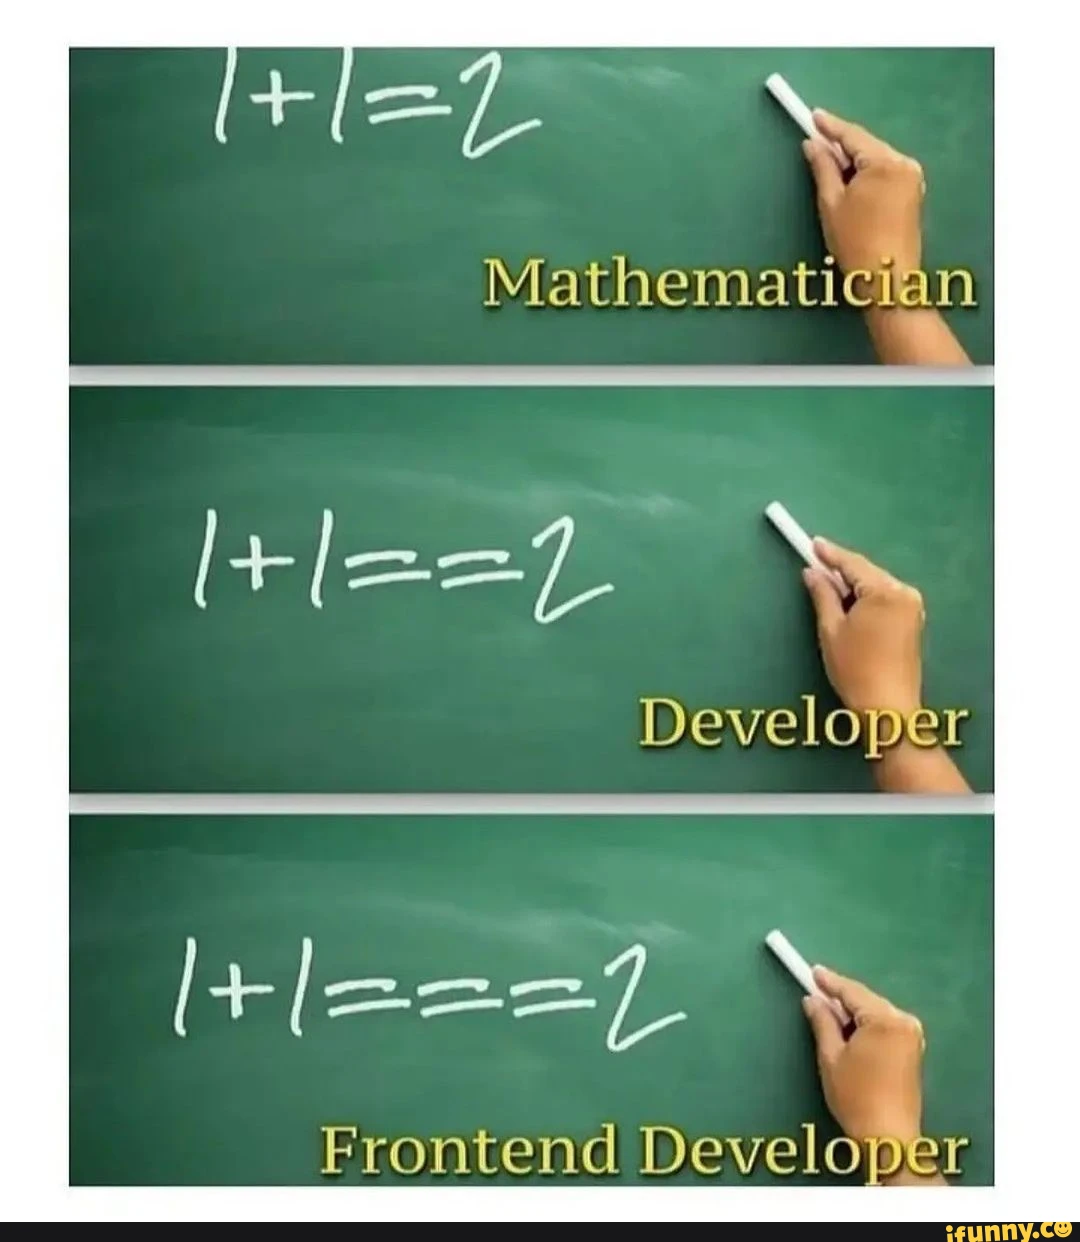 1+1=2
Mathematician
1+1==2
Developer
1+1===2
Frontend Developer
ifunny.co